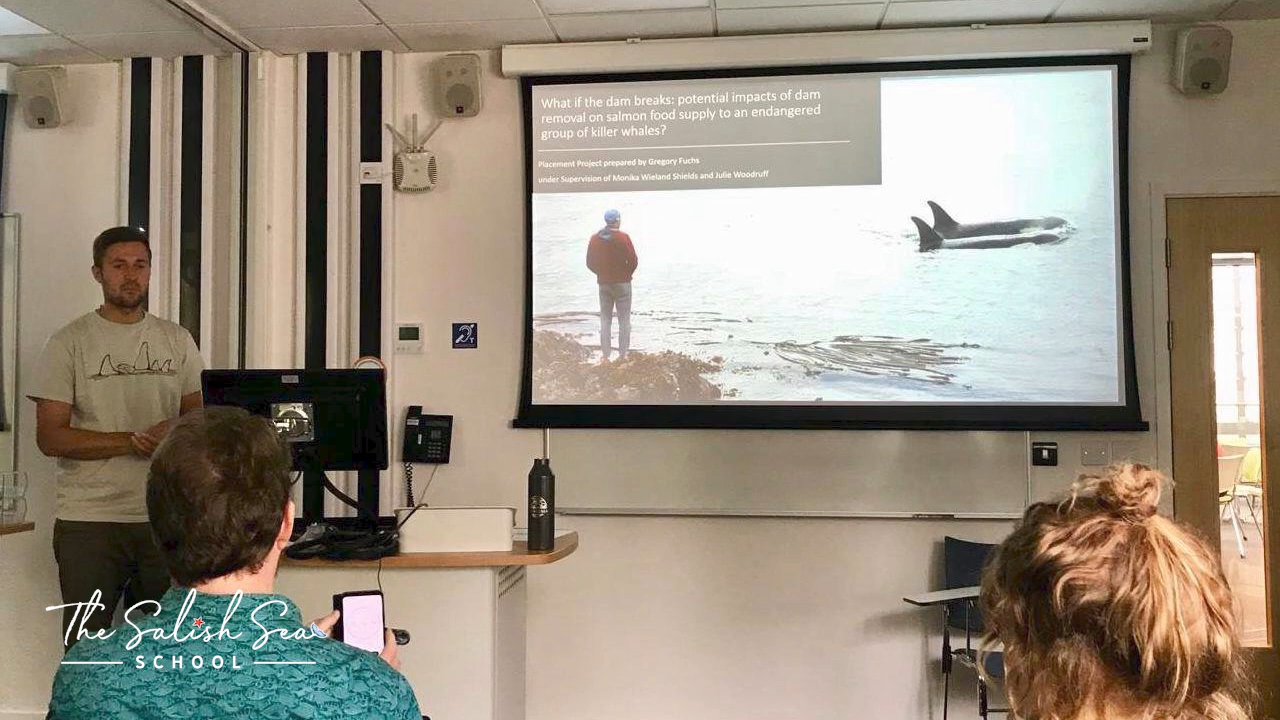 What if the dam breaks: potential impacts of dam
removal on salmon food supply to an endangered
group of killer whales?
Placement Project prepared by Gregory Fuchs
under Supervision of Monika Wieland Shields and Julie Woodruff
T
The Salish Sea
SCHOOL